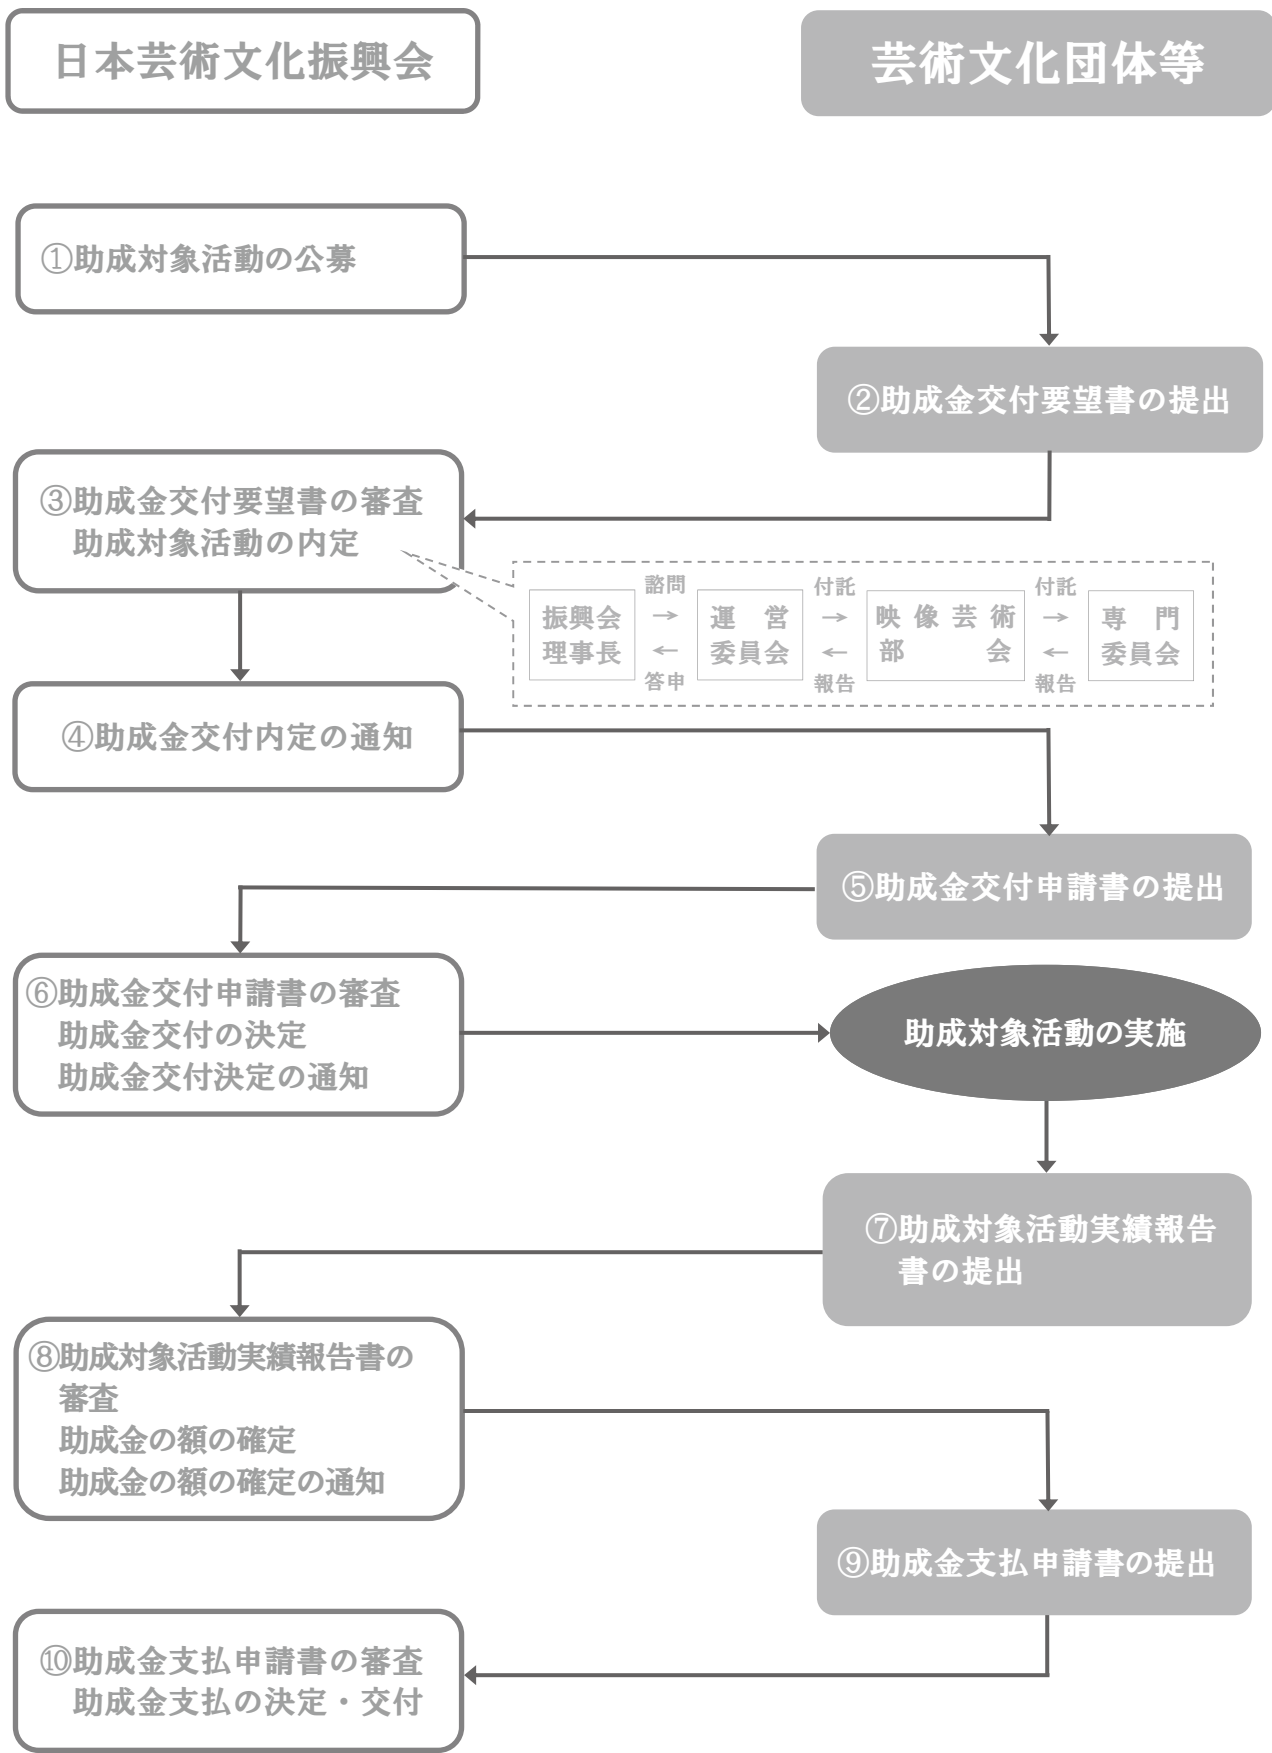 日本芸術文化振興会
芸術文化団体等
①助成対象活動の公募
②助成金交付要望書の提出
③助成金交付要望書の審査
助成対象活動の内定
振興会
理事長
諮問
→
←
答申
運営
委員会
付託
→
←
報告
映像芸術
部会
付託
→
←
報告
専門
委員会
④助成金交付内定の通知
⑤助成金交付申請書の提出
⑥助成金交付申請書の審査
助成金交付の決定
助成金交付決定の通知
助成対象活動の実施
⑦助成対象活動実績報告
書の提出
⑧助成対象活動実績報告書の
審査
助成金の額の確定
助成金の額の確定の通知
⑨助成金支払申請書の提出
⑩助成金支払申請書の審査
助成金支払の決定・交付